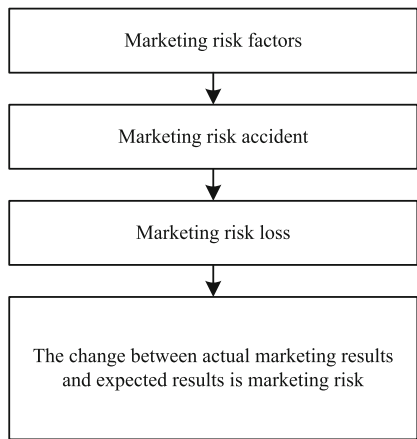 Marketing risk factors
Marketing risk accident
Marketing risk loss
The change between actual marketing results
and expected results is marketing risk